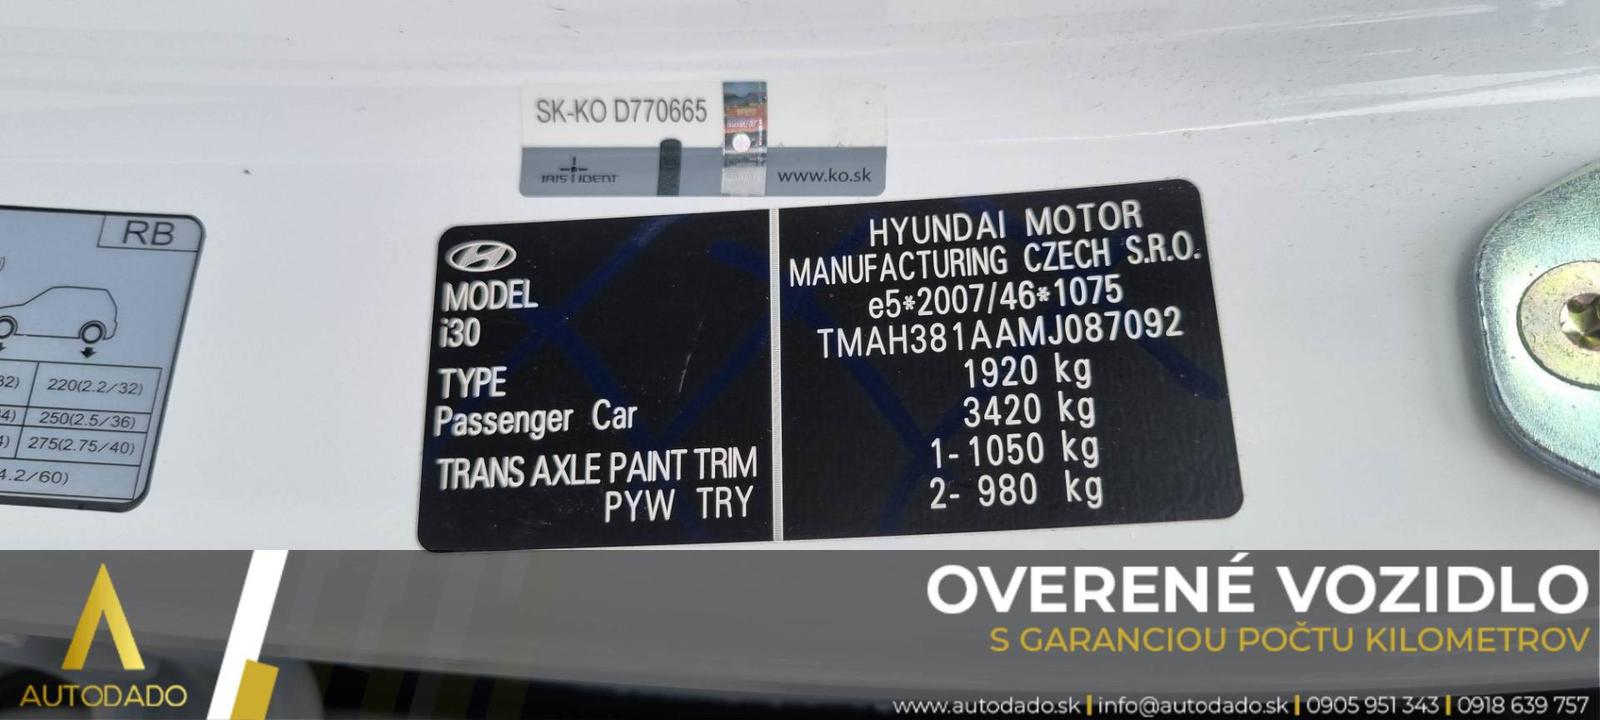 SK-KO D770665
IRIS IDENT
www.ko.sk
RB
220(2.2/32)
250(2.5/36)
275(2.75/40)
MODEL
i30
TYPE
Passenger Car
TRANS AXLE PAINT TRIM
PYW TRY
HYUNDAI MOTOR
MANUFACTURING CZECH S.R.O.
e5*2007/46*1075
TMAH381AAMJ087092
1920 kg
3420 kg
1- 1050 kg
2- 980 kg
AUTODADO
OVERENÉ VOZIDLO
S GARANCIOU POČTU KILOMETROV
www.autodado.sk | info@autodado.sk | 0905 951 343 | 0918 639 757